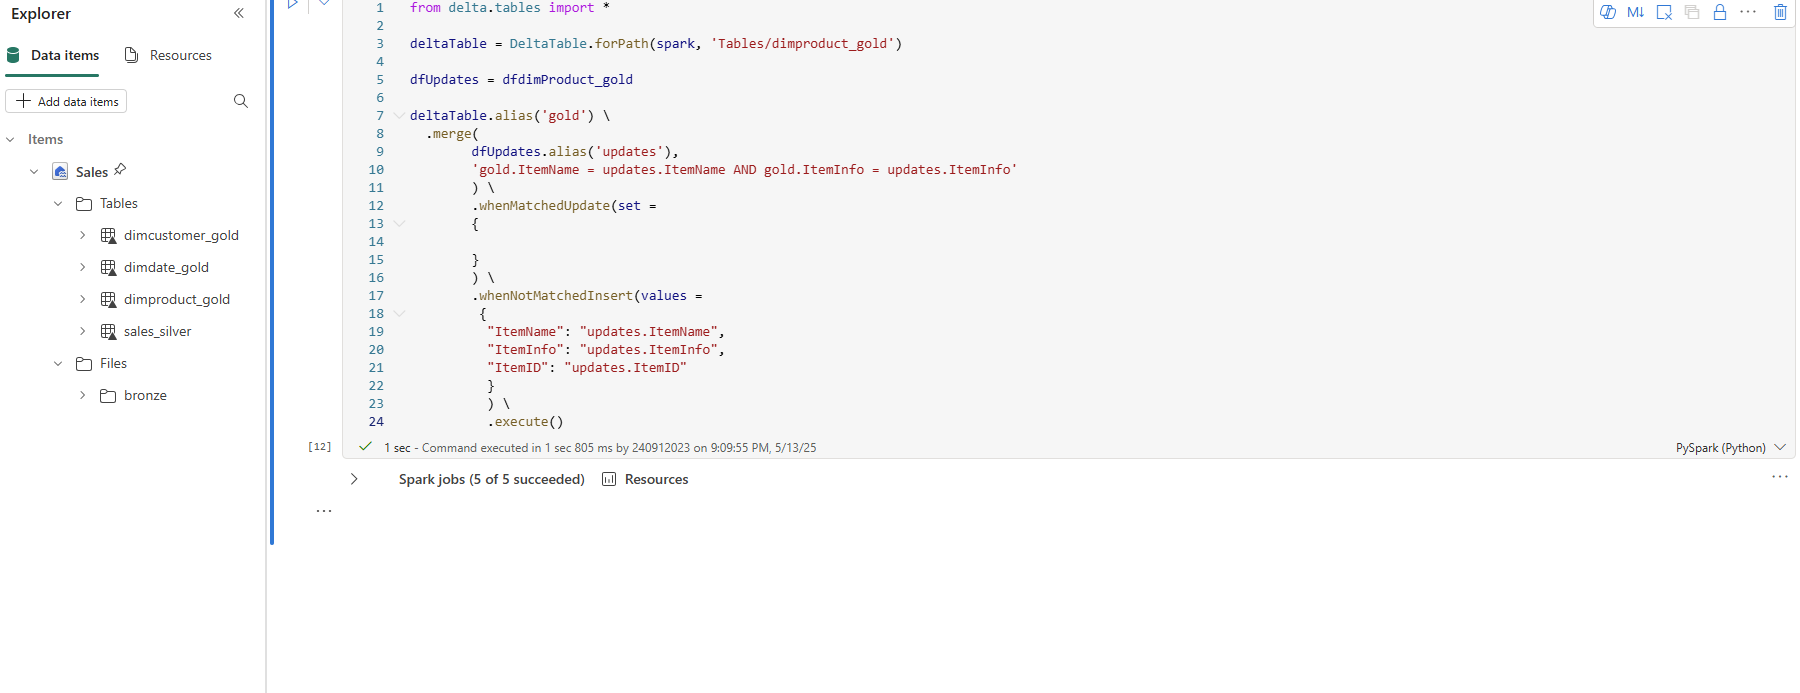 Explorer
Data items
Resources
Add data items
Items
Sales
Tables
dimcustomer_gold
dimdate_gold
dimproduct_gold
sales_silver
Files
bronze
1 from delta.tables import *
2
3 deltaTable = DeltaTable.forPath(spark, 'Tables/dimproduct_gold')
4
5 dfUpdates = dfdimProduct_gold
6
7 deltaTable.alias('gold') \
8 .merge(
9 dfUpdates.alias('updates'),
10 'gold.ItemName = updates.ItemName AND gold.ItemInfo = updates.ItemInfo'
11 ) \
12 .whenMatchedUpdate(set =
13 {
14
15 }
16 ) \
17 .whenNotMatchedInsert(values =
18 {
19 "ItemName": "updates.ItemName",
20 "ItemInfo": "updates.ItemInfo",
21 "ItemID": "updates.ItemID"
22 }
23 ) \
24 .execute()
M↓
[12] 1 sec - Command executed in 1 sec 805 ms by 240912023 on 9:09:55 PM, 5/13/25
PySpark (Python)
Spark jobs (5 of 5 succeeded) Resources